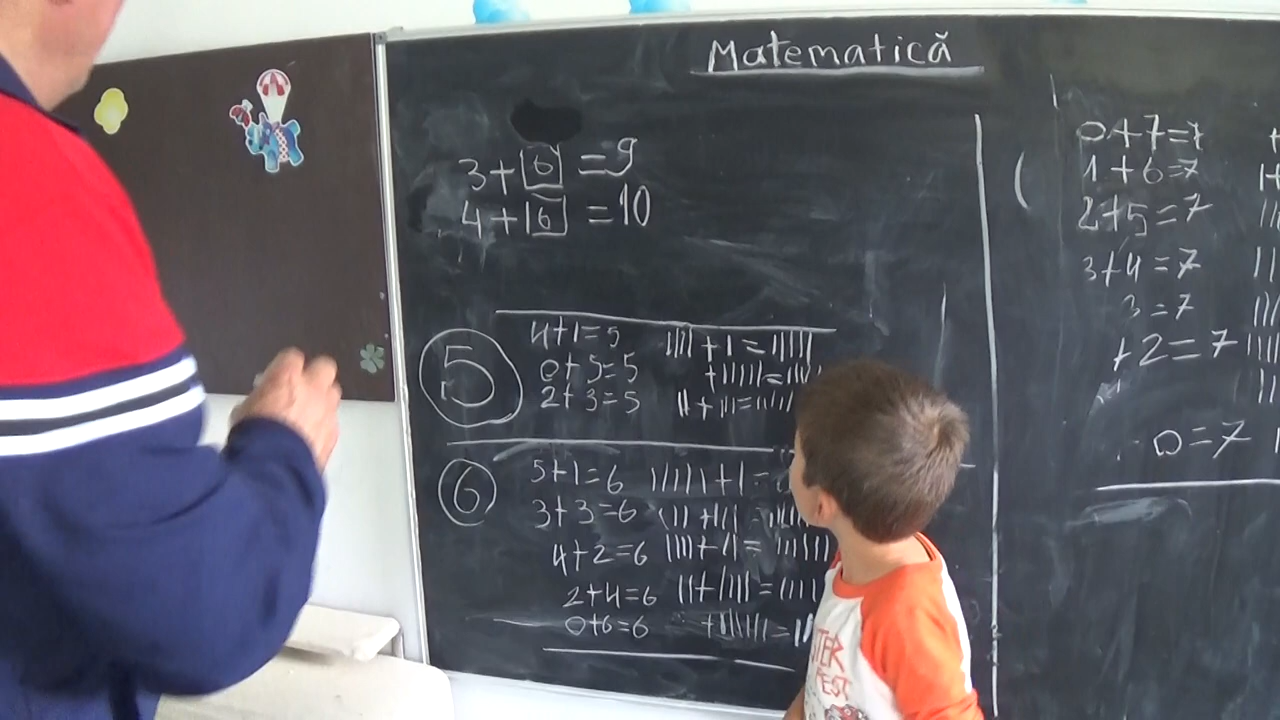 Matematică
3+6=9
4+6=10
5
4+1=5 |||| + | = |||||
0+5=5 + ||||| = ||||
2+3=5 || + ||| = |||||
6
5+1=6 ||||| + | =
3+3=6 ||| + ||| = |||||
4+2=6 |||| + || = ||||||
2+4=6 || + |||| = |||||
0+6=6 + |||||| = ||
0+7=7
1+6=7
2+5=7
3+4=7
3=7
+2=7
0=7
TER
EST